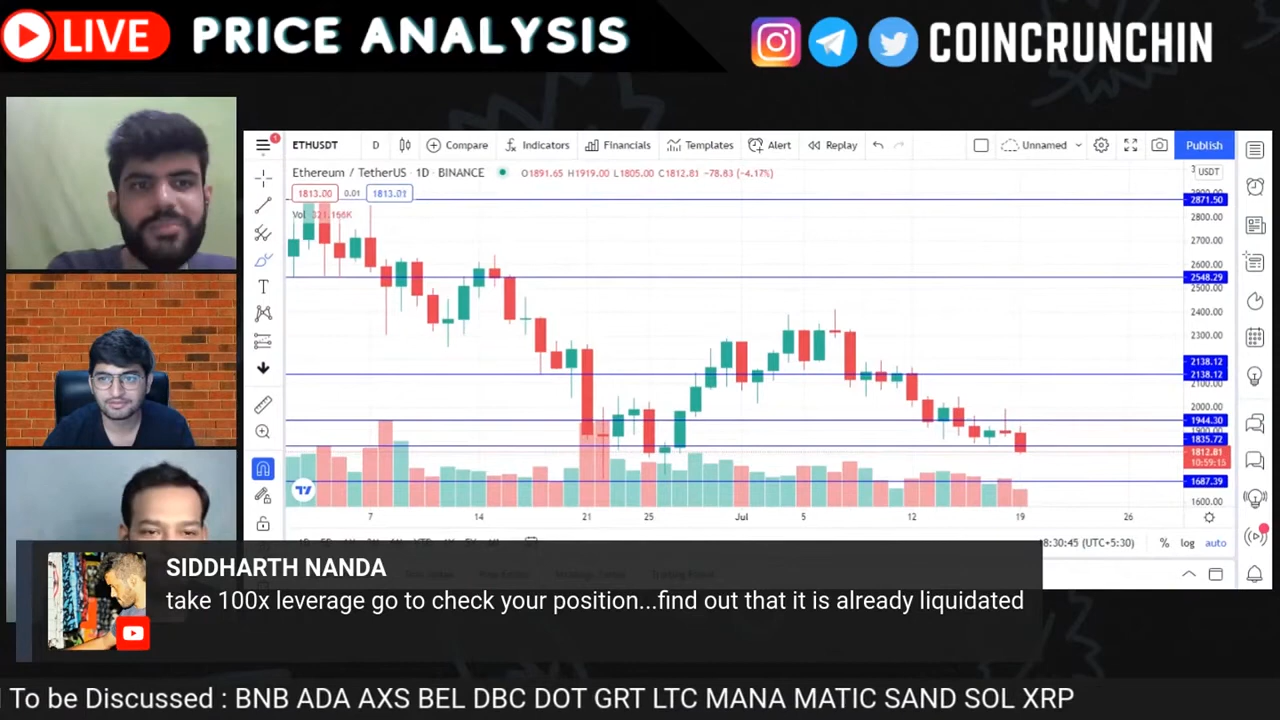 LIVE PRICE ANALYSIS COINCRUNCHIN
ETHUSDT D Compare Indicators Financials Templates Alert Replay Unnamed Publish
1
Ethereum / TetherUS · 1D · BINANCE O1891.65 H1919.00 L1805.00 C1812.81 -78.83 (-4.17%)
USDT
1813.00 0.01 1813.01
2871.50
Vol 321.166K
2800.00
2700.00
2548.29
2500.00
2400.00
2300.00
2138.12
2138.12
2100.00
2000.00
1944.30
1835.72
1812.81
10:59:15
1687.39
1600.00
7 14 21 25 Jul 5 12 19 26
8:30:45 (UTC+5:30) % log auto
SIDDHARTH NANDA
take 100x leverage go to check your position...find out that it is already liquidated
To be Discussed : BNB ADA AXS BEL DBC DOT GRT LTC MANA MATIC SAND SOL XRP